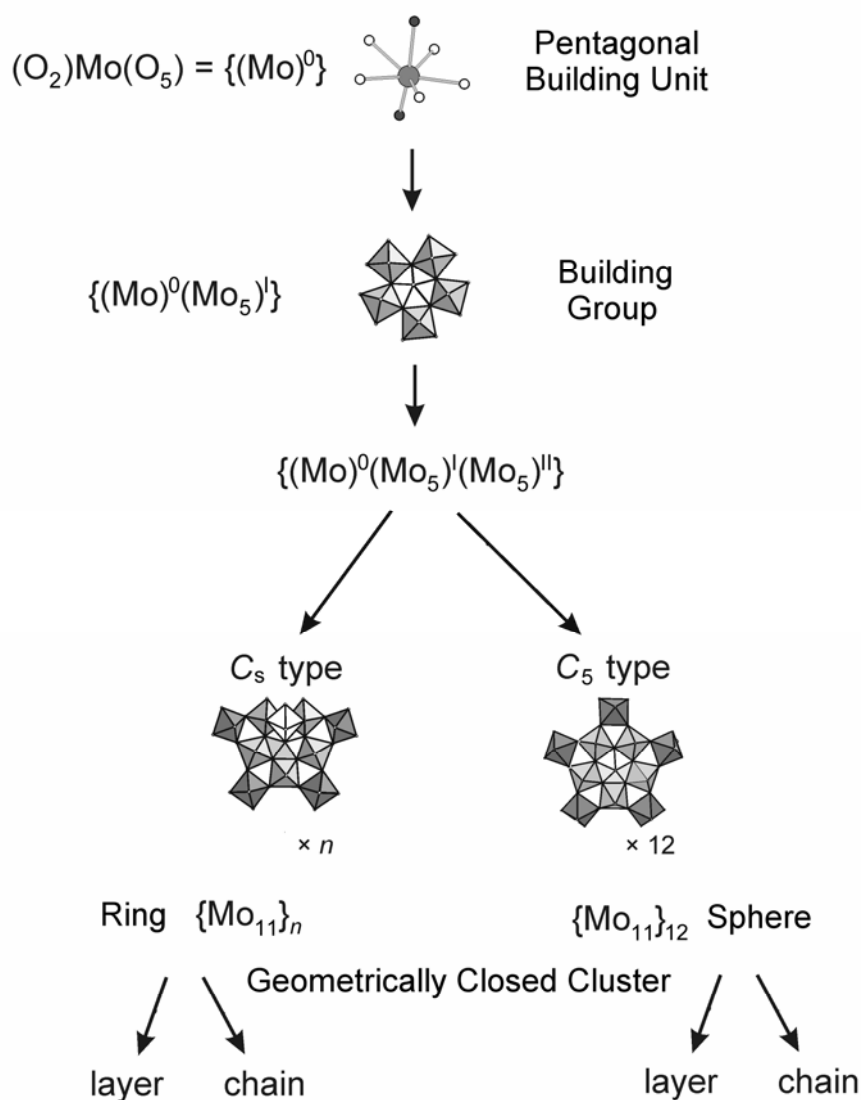 (O₂)Mo(O₅) = {(Mo)⁰}
Pentagonal
Building Unit
{(Mo)⁰(Mo₅)ᴵ}
Building
Group
{(Mo)⁰(Mo₅)ᴵ(Mo₅)ᴵᴵ}
Cₛ type
C₅ type
× n
× 12
Ring {Mo₁₁}ₙ
{Mo₁₁}₁₂ Sphere
Geometrically Closed Cluster
layer
chain
layer
chain